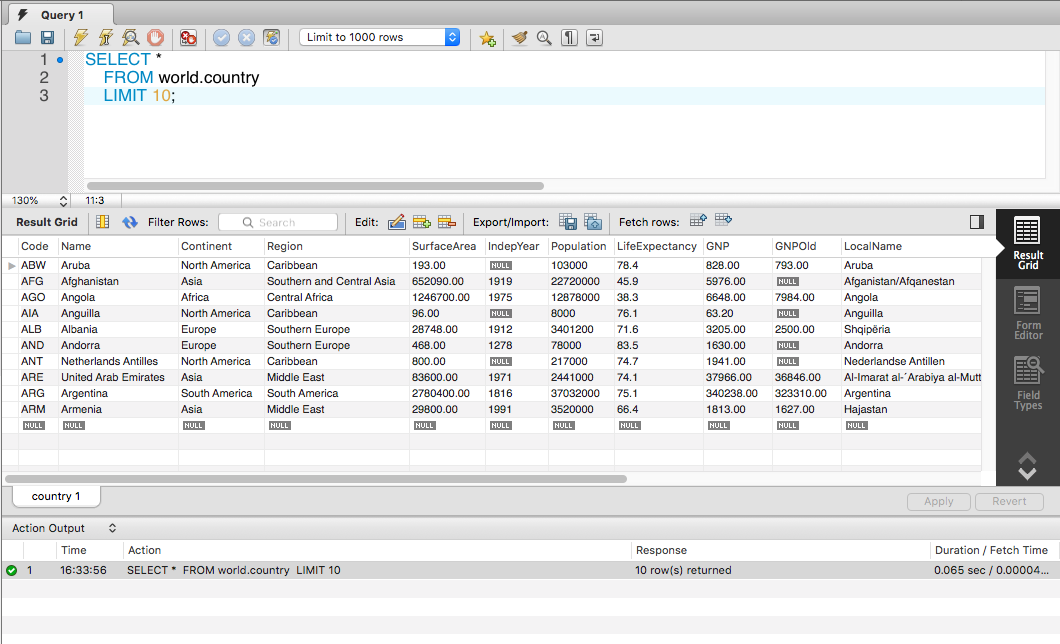 Query 1
Limit to 1000 rows
1 SELECT *
2 FROM world.country
3 LIMIT 10;
130% 11:3
Result Grid Filter Rows: Search Edit: Export/Import: Fetch rows:
Code Name Continent Region SurfaceArea IndepYear Population LifeExpectancy GNP GNPOld LocalName
ABW Aruba North America Caribbean 193.00 NULL 103000 78.4 828.00 793.00 Aruba
AFG Afghanistan Asia Southern and Central Asia 652090.00 1919 22720000 45.9 5976.00 NULL Afganistan/Afqanestan
AGO Angola Africa Central Africa 1246700.00 1975 12878000 38.3 6648.00 7984.00 Angola
AIA Anguilla North America Caribbean 96.00 NULL 8000 76.1 63.20 NULL Anguilla
ALB Albania Europe Southern Europe 28748.00 1912 3401200 71.6 3205.00 2500.00 Shqipëria
AND Andorra Europe Southern Europe 468.00 1278 78000 83.5 1630.00 NULL Andorra
ANT Netherlands Antilles North America Caribbean 800.00 NULL 217000 74.7 1941.00 NULL Nederlandse Antillen
ARE United Arab Emirates Asia Middle East 83600.00 1971 2441000 74.1 37966.00 36846.00 Al-Imarat al-´Arabiya al-Mutt
ARG Argentina South America South America 2780400.00 1816 37032000 75.1 340238.00 323310.00 Argentina
ARM Armenia Asia Middle East 29800.00 1991 3520000 66.4 1813.00 1627.00 Hajastan
NULL NULL NULL NULL NULL NULL NULL NULL NULL NULL NULL
Result
Grid
Form
Editor
Field
Types
country 1
Apply Revert
Action Output
Time Action Response Duration / Fetch Time
1 16:33:56 SELECT * FROM world.country LIMIT 10 10 row(s) returned 0.065 sec / 0.00004...